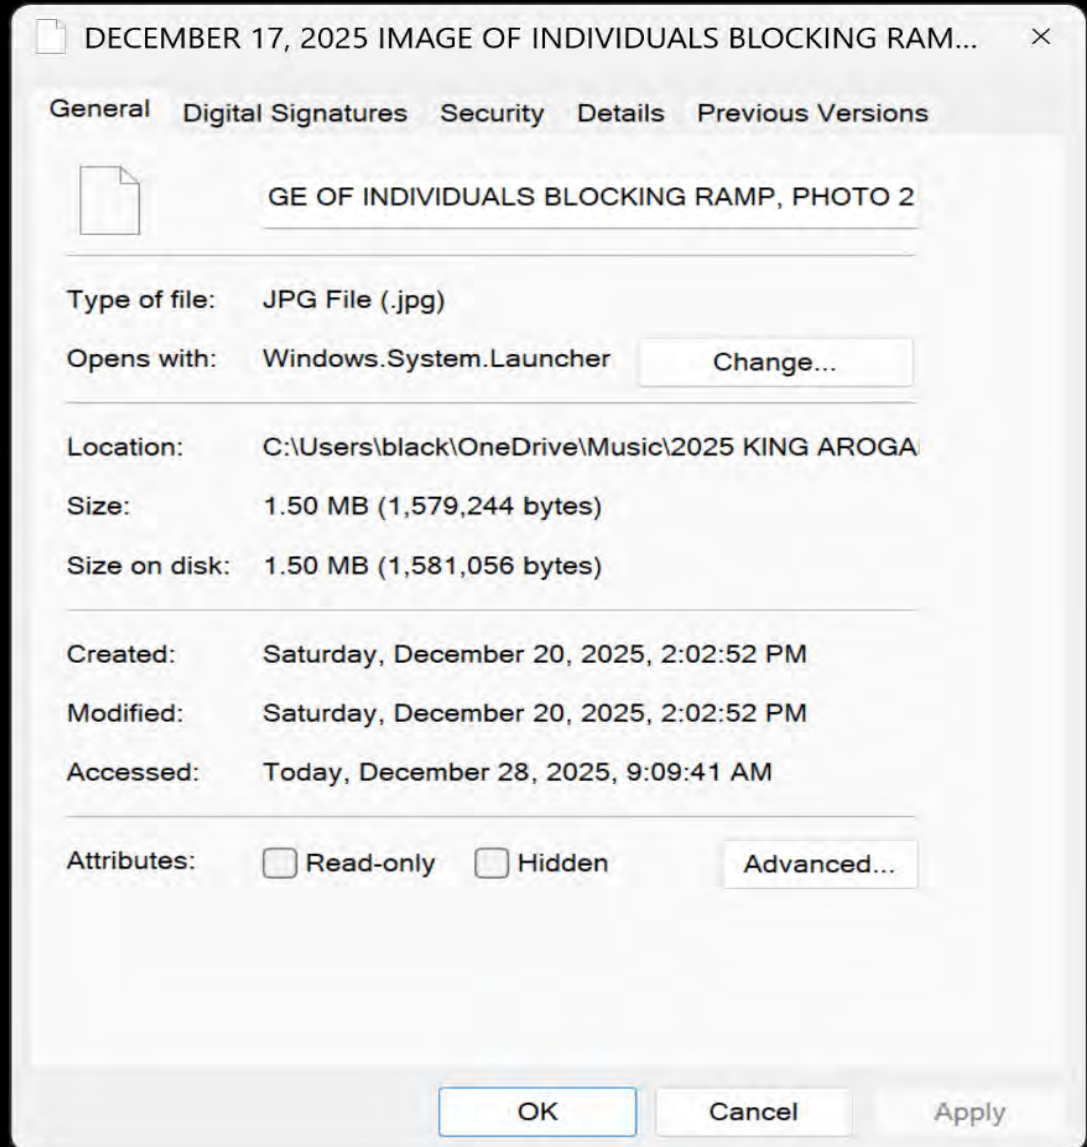 DECEMBER 17, 2025 IMAGE OF INDIVIDUALS BLOCKING RAM...
General Digital Signatures Security Details Previous Versions
GE OF INDIVIDUALS BLOCKING RAMP, PHOTO 2
Type of file: JPG File (.jpg)
Opens with: Windows.System.Launcher Change...
Location: C:\Users\black\OneDrive\Music\2025 KING AROGA
Size: 1.50 MB (1,579,244 bytes)
Size on disk: 1.50 MB (1,581,056 bytes)
Created: Saturday, December 20, 2025, 2:02:52 PM
Modified: Saturday, December 20, 2025, 2:02:52 PM
Accessed: Today, December 28, 2025, 9:09:41 AM
Attributes: Read-only Hidden Advanced...
OK Cancel Apply